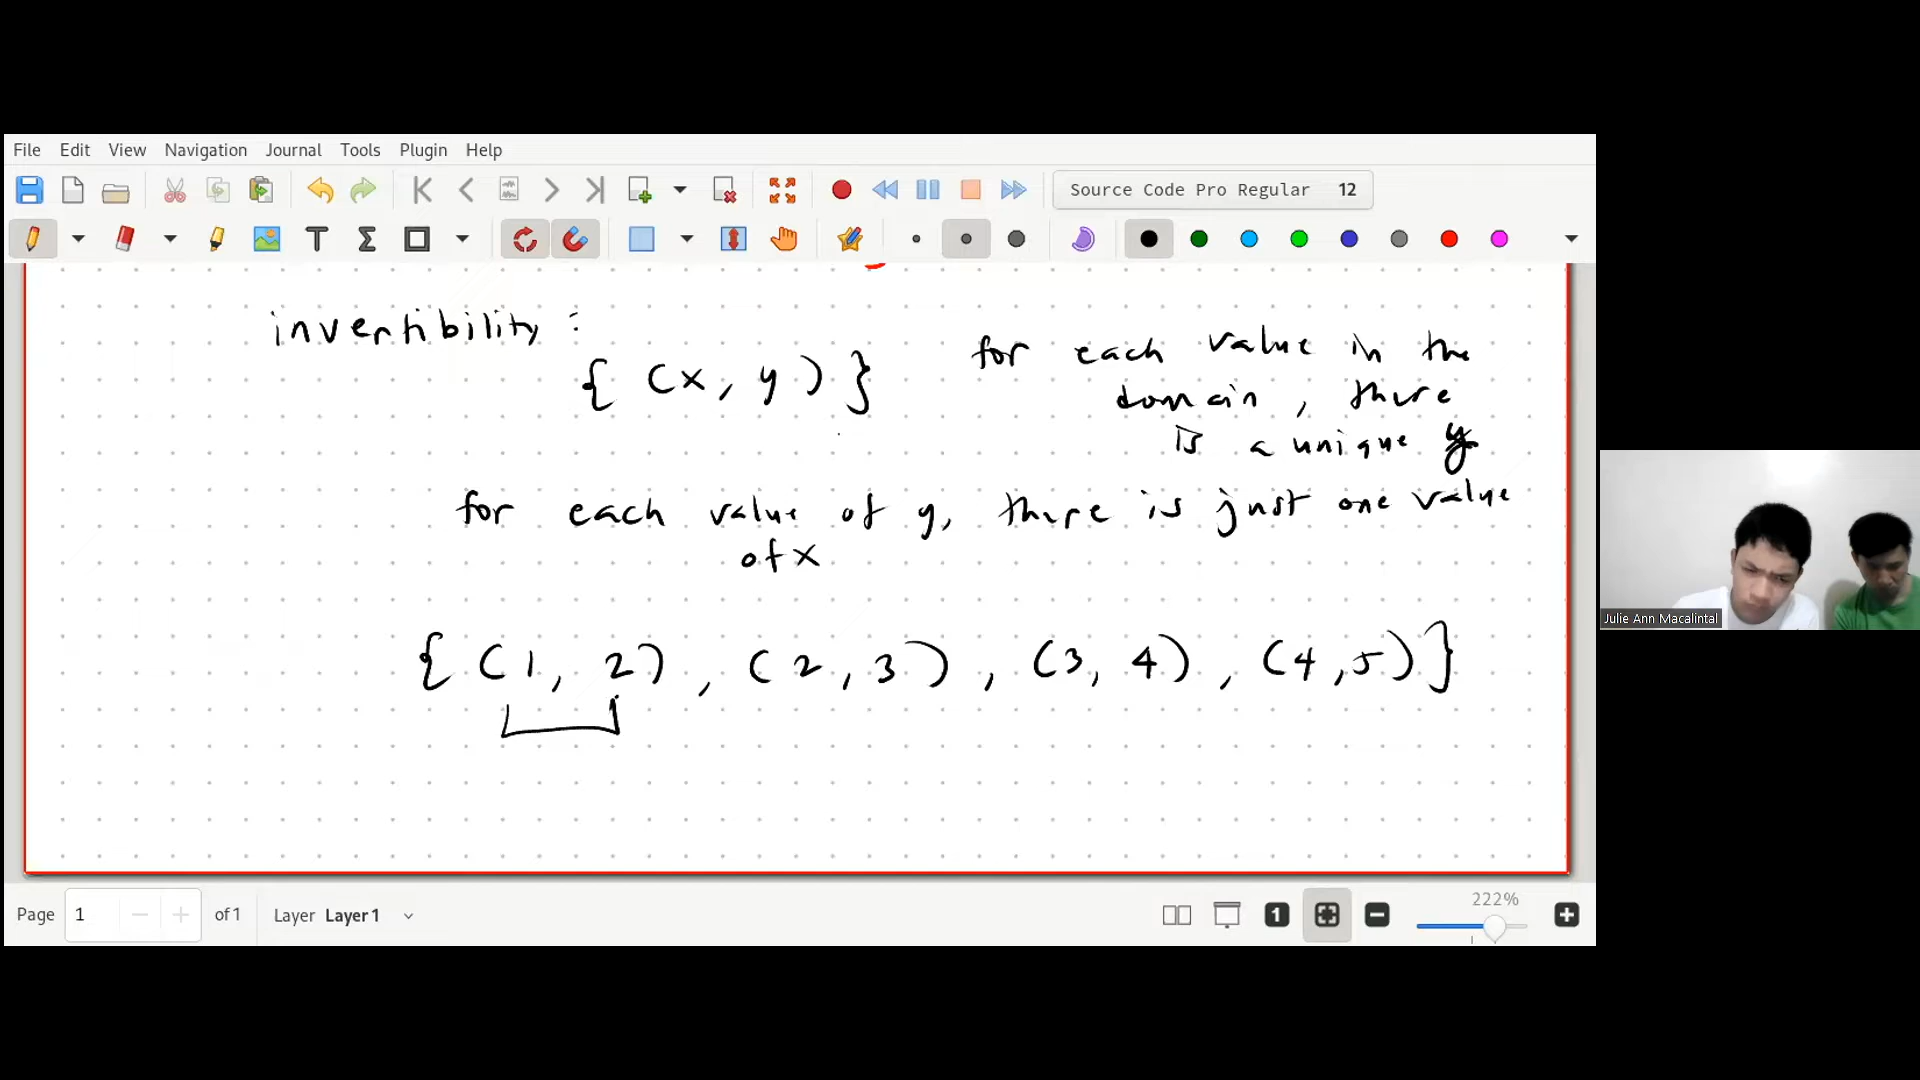 File Edit View Navigation Journal Tools Plugin Help
Source Code Pro Regular 12
invertibility :
{ (x, y) }
for each value in the
domain, there
is a unique y
for each value of y, there is just one value
of x
{ (1, 2), (2, 3), (3, 4), (4, 5) }
Julie Ann Macalintal
Page 1 of 1 Layer Layer 1 1 222%